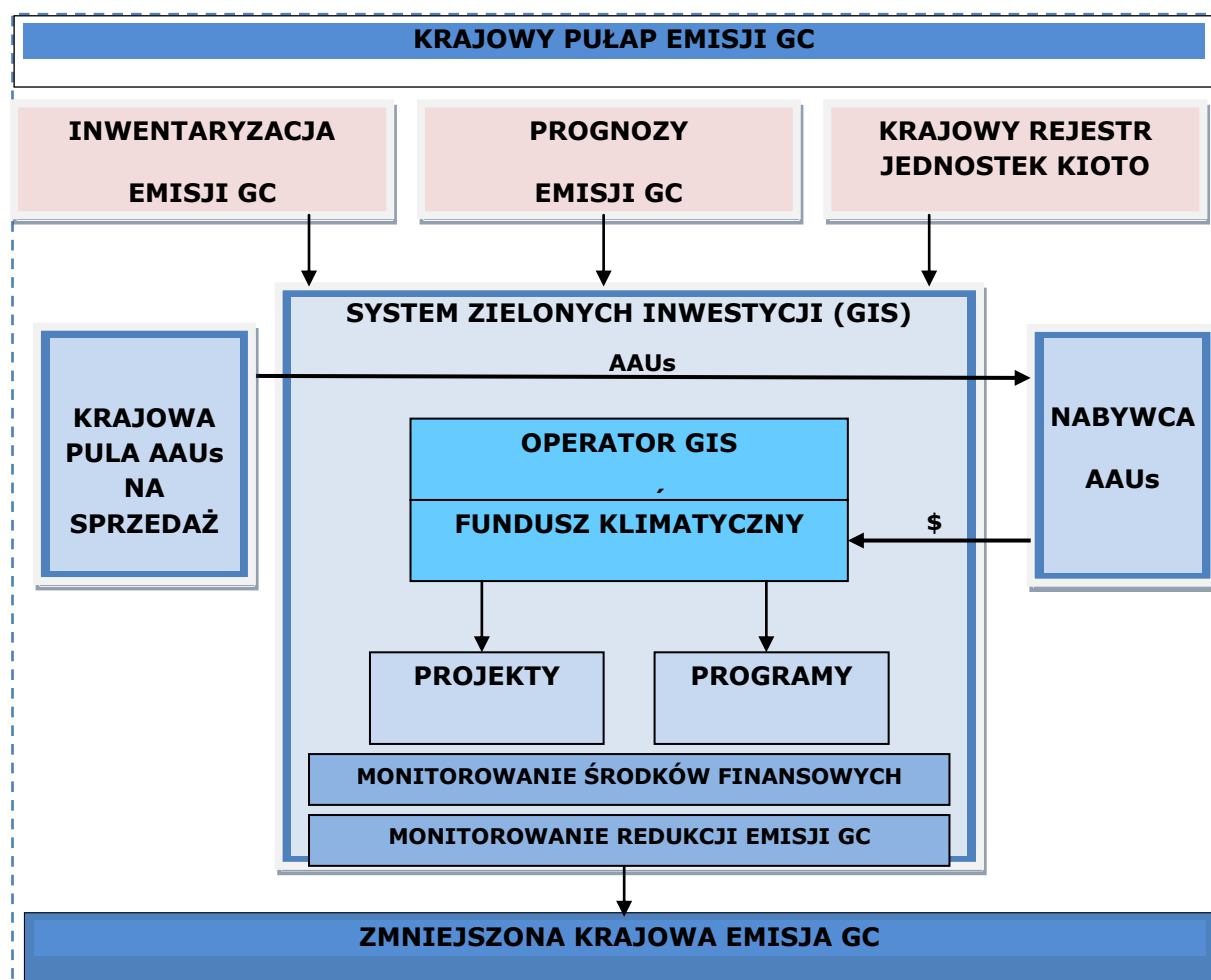 KRAJOWY PUŁAP EMISJI GC
INWENTARYZACJA
EMISJI GC
PROGNOZY
EMISJI GC
KRAJOWY REJESTR
JEDNOSTEK KIOTO
SYSTEM ZIELONYCH INWESTYCJI (GIS)
AAUs
KRAJOWA
PULA AAUs
NA
SPRZEDAŻ
OPERATOR GIS
FUNDUSZ KLIMATYCZNY
$
NABYWCA
AAUs
PROJEKTY
PROGRAMY
MONITOROWANIE ŚRODKÓW FINANSOWYCH
MONITOROWANIE REDUKCJI EMISJI GC
ZMNIEJSZONA KRAJOWA EMISJA GC